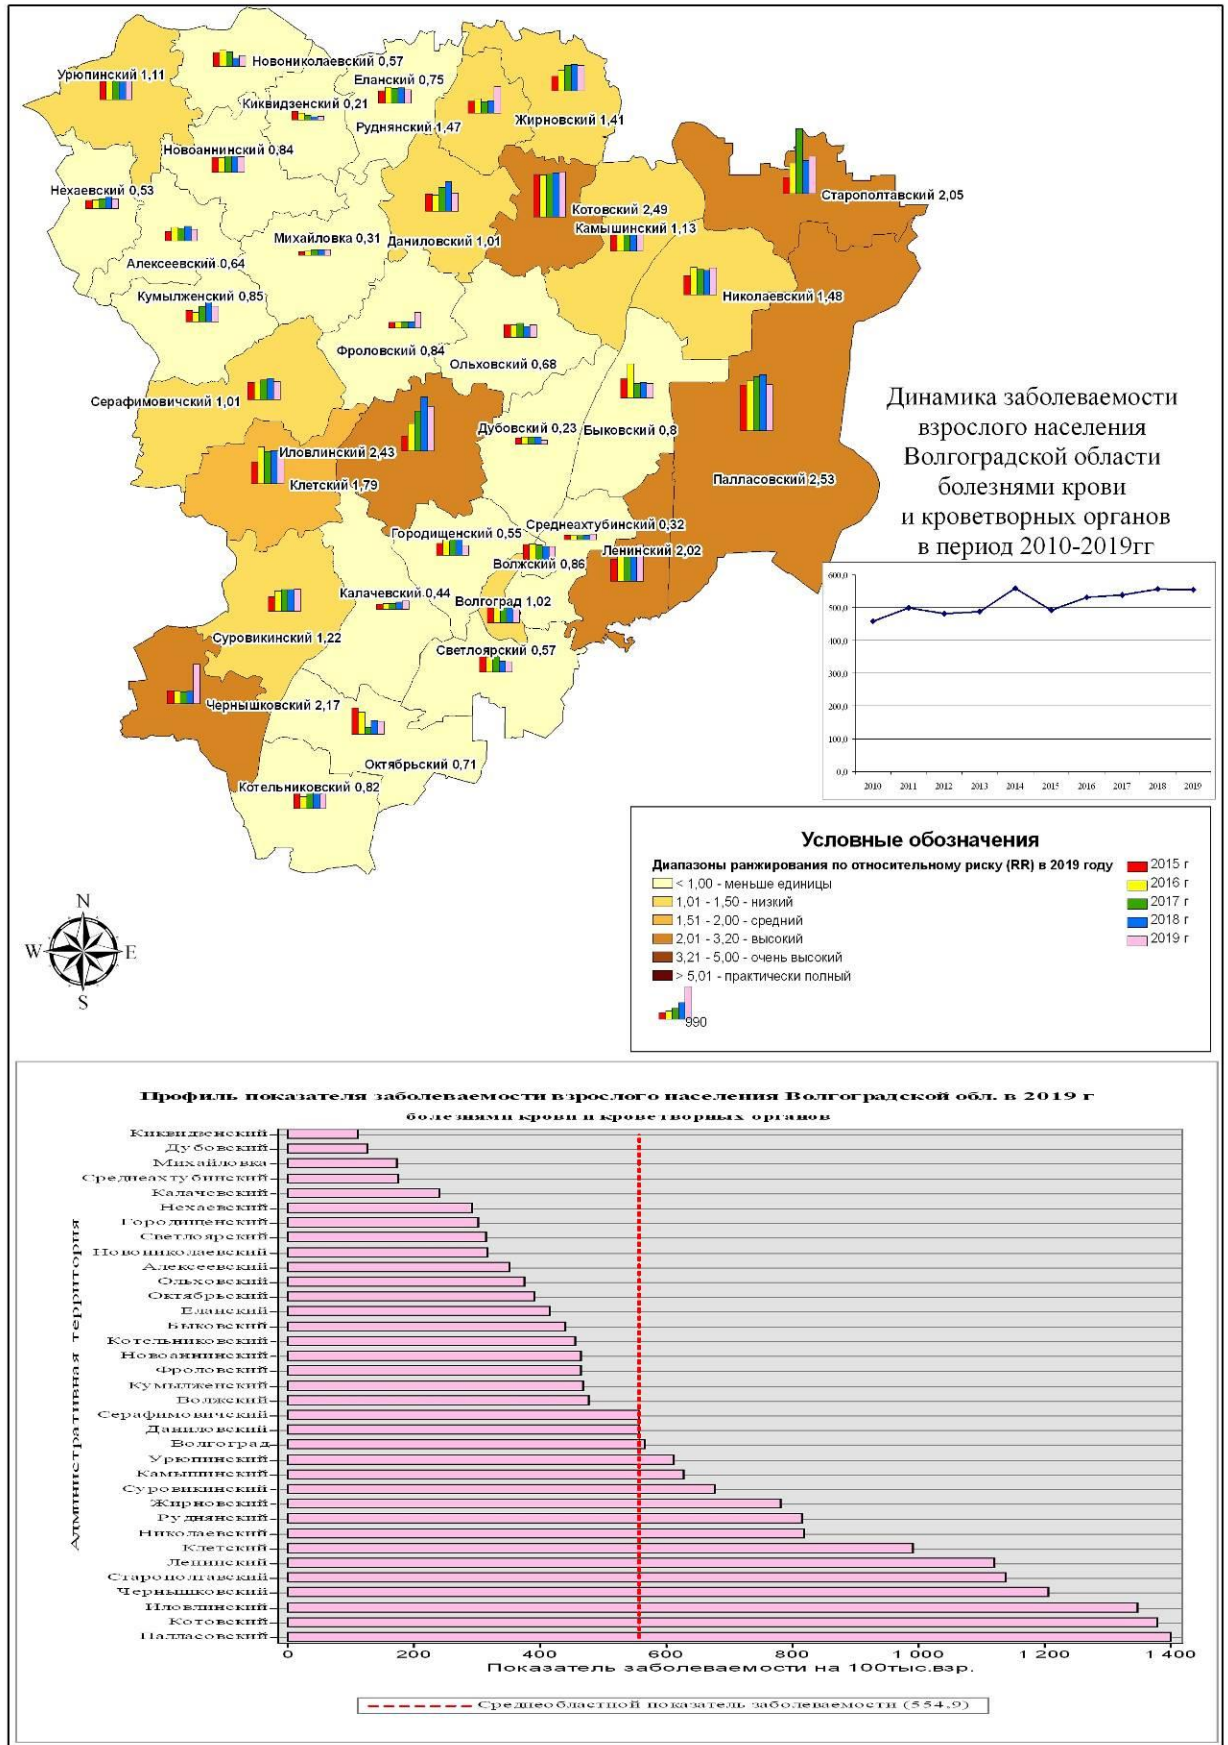 Новониколаевский 0,57
Урюпинский 1,11
Еланский 0,75
Киквидзенский 0,21
Руднянский 1,47
Жирновский 1,41
Новоаннинский 0,84
Нехаевский 0,53
Старополтавский 2,05
Котовский 2,49
Камышинский 1,13
Михайловка 0,31
Даниловский 1,01
Алексеевский 0,64
Кумылженский 0,85
Николаевский 1,48
Фроловский 0,84
Ольховский 0,68
Серафимовичский 1,01
Дубовский 0,23
Быковский 0,8
Иловлинский 2,43
Клетский 1,79
Палласовский 2,53
Динамика заболеваемости
взрослого населения
Волгоградской области
болезнями крови
и кроветворных органов
в период 2010-2019гг
Среднеахтубинский 0,32
Городищенский 0,55
Ленинский 2,02
Волжский 0,86
Калачевский 0,44
Волгоград 1,02
Суровикинский 1,22
Светлоярский 0,57
Чернышковский 2,17
Октябрьский 0,71
Котельниковский 0,82
600,0
500,0
400,0
300,0
200,0
100,0
0,0
2010 2011 2012 2013 2014 2015 2016 2017 2018 2019
Условные обозначения
Диапазоны ранжирования по относительному риску (RR) в 2019 году
< 1,00 - меньше единицы
1,01 - 1,50 - низкий
1,51 - 2,00 - средний
2,01 - 3,20 - высокий
3,21 - 5,00 - очень высокий
> 5,01 - практически полный
990
2015 г
2016 г
2017 г
2018 г
2019 г
N
W E
S
Профиль показателя заболеваемости взрослого населения Волгоградской обл. в 2019 г
болезнями крови и кроветворных органов
Административная территория
Киквидзенский
Дубовский
Михайловка
Среднеахтубинский
Калачевский
Нехаевский
Городищенский
Светлоярский
Новониколаевский
Алексеевский
Ольховский
Октябрьский
Еланский
Быковский
Котельниковский
Новоаннинский
Фроловский
Кумылженский
Волжский
Серафимовичский
Даниловский
Волгоград
Урюпинский
Камышинский
Суровикинский
Жирновский
Руднянский
Николаевский
Клетский
Ленинский
Старополтавский
Чернышковский
Иловлинский
Котовский
Палласовский
0 200 400 600 800 1 000 1 200 1 400
Показатель заболеваемости на 100тыс.взр.
Среднеобластной показатель заболеваемости (554,9)